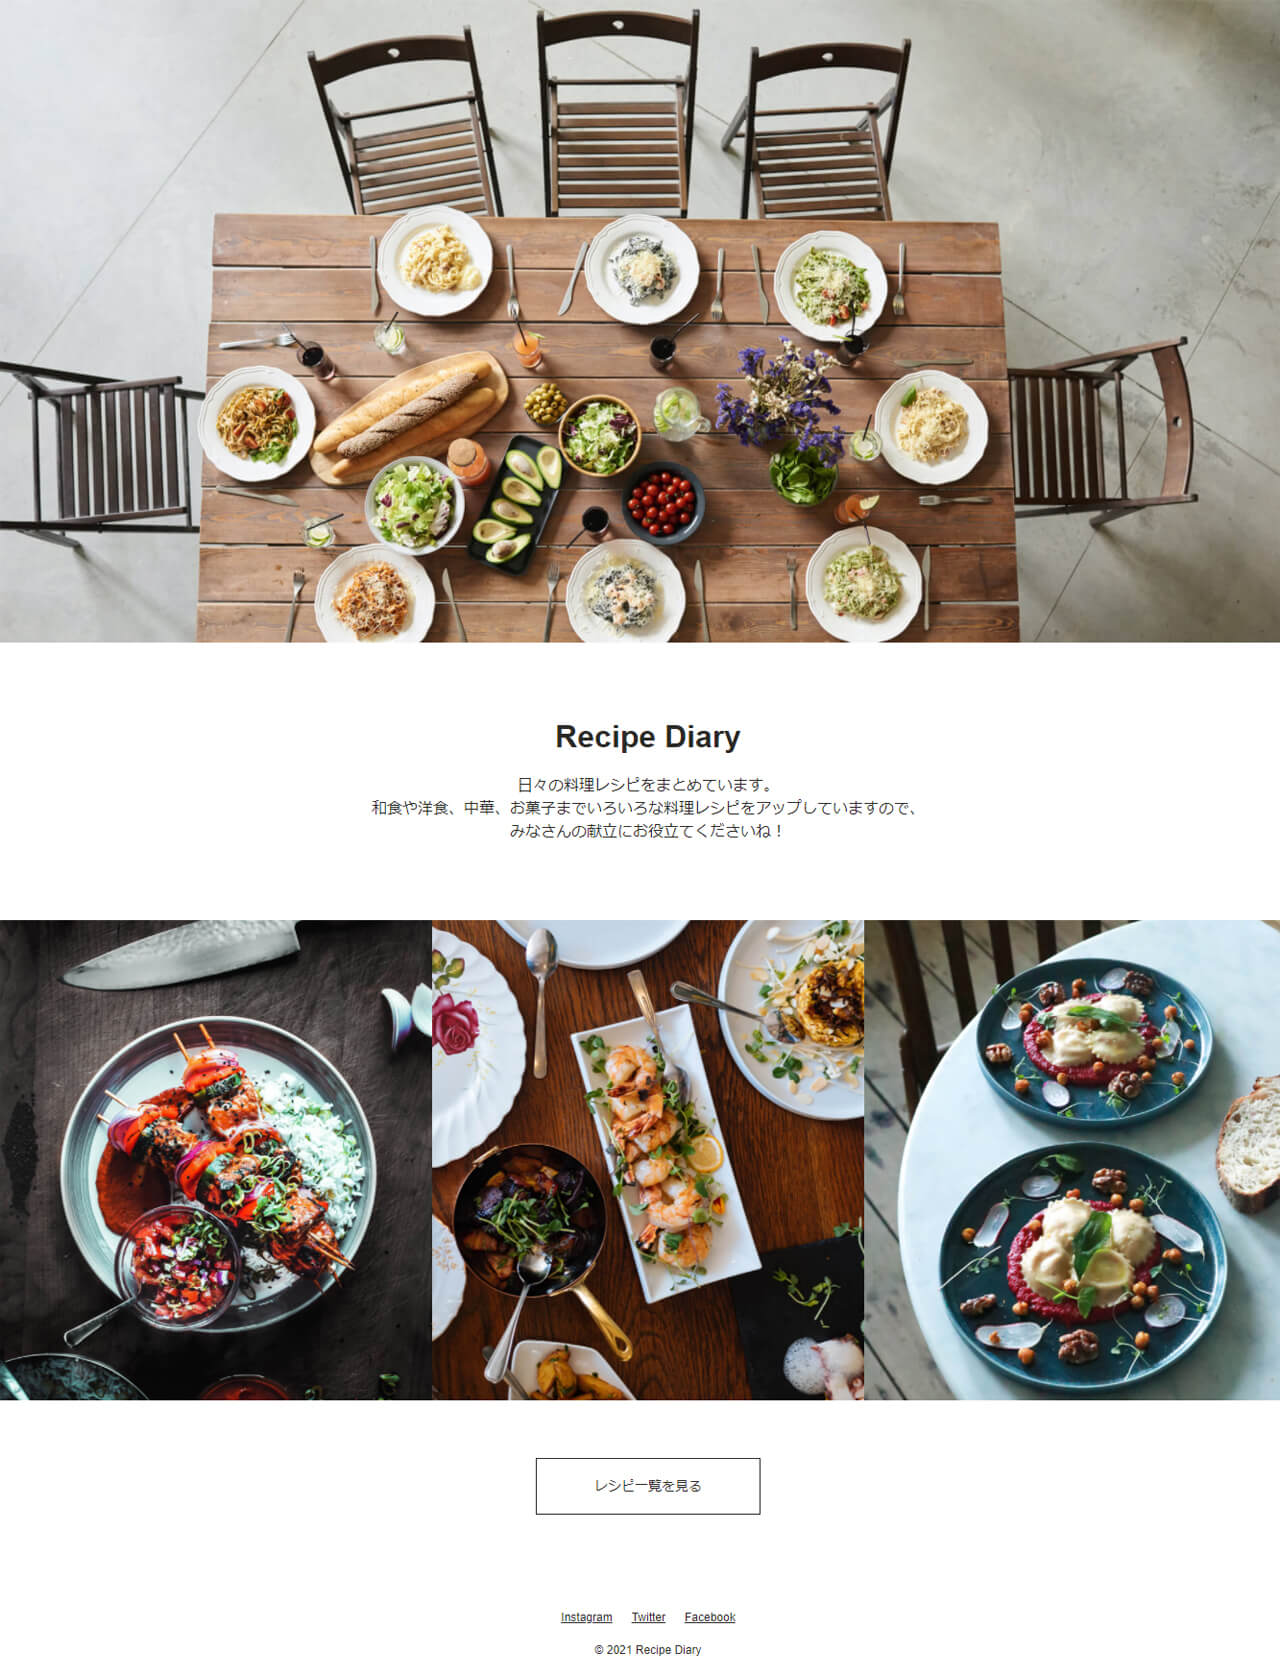 Recipe Diary
日々の料理レシピをまとめています。
和食や洋食、中華、お菓子までいろいろな料理レシピをアップしていますので、
みなさんの献立にお役立てくださいね！
レシピ一覧を見る
Instagram Twitter Facebook
© 2021 Recipe Diary